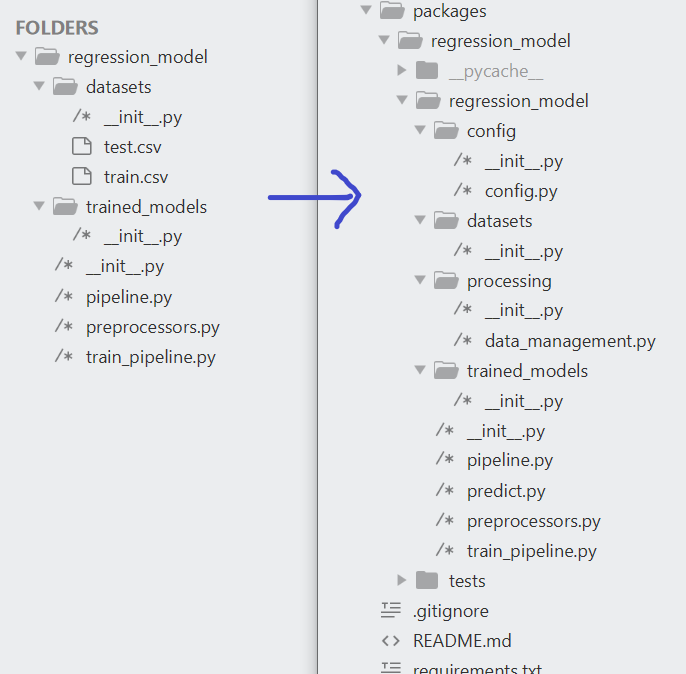 FOLDERS
regression_model
datasets
/* __init__.py
test.csv
train.csv
trained_models
/* __init__.py
/* __init__.py
/* pipeline.py
/* preprocessors.py
/* train_pipeline.py
packages
regression_model
__pycache__
regression_model
config
/* __init__.py
/* config.py
datasets
/* __init__.py
processing
/* __init__.py
/* data_management.py
trained_models
/* __init__.py
/* __init__.py
/* pipeline.py
/* predict.py
/* preprocessors.py
/* train_pipeline.py
tests
.gitignore
<> README.md
requirements.txt